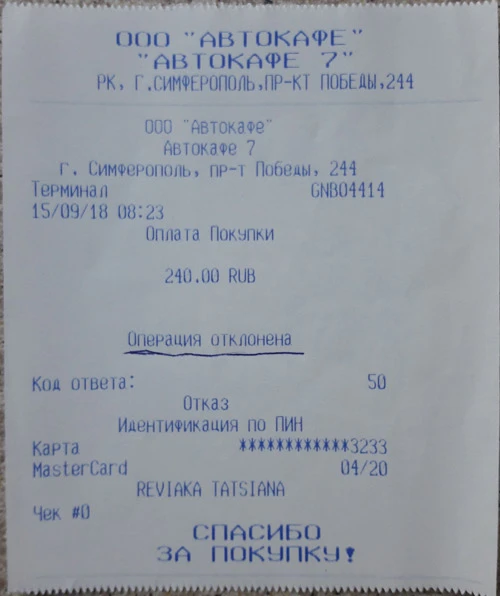 ООО "АВТОКАФЕ"
"АВТОКАФЕ 7"
РК, Г.СИМФЕРОПОЛЬ,ПР-КТ ПОБЕДЫ,244
ООО "Автокафе"
Автокафе 7
г. Симферополь, пр-т Победы, 244
Терминал GNB04414
15/09/18 08:23
Оплата Покупки
240.00 RUB
Операция отклонена
Код ответа: 50
Отказ
Идентификация по ПИН
Карта ************3233
MasterCard 04/20
REVIAKA TATSIANA
Чек #0
СПАСИБО
ЗА ПОКУПКУ!